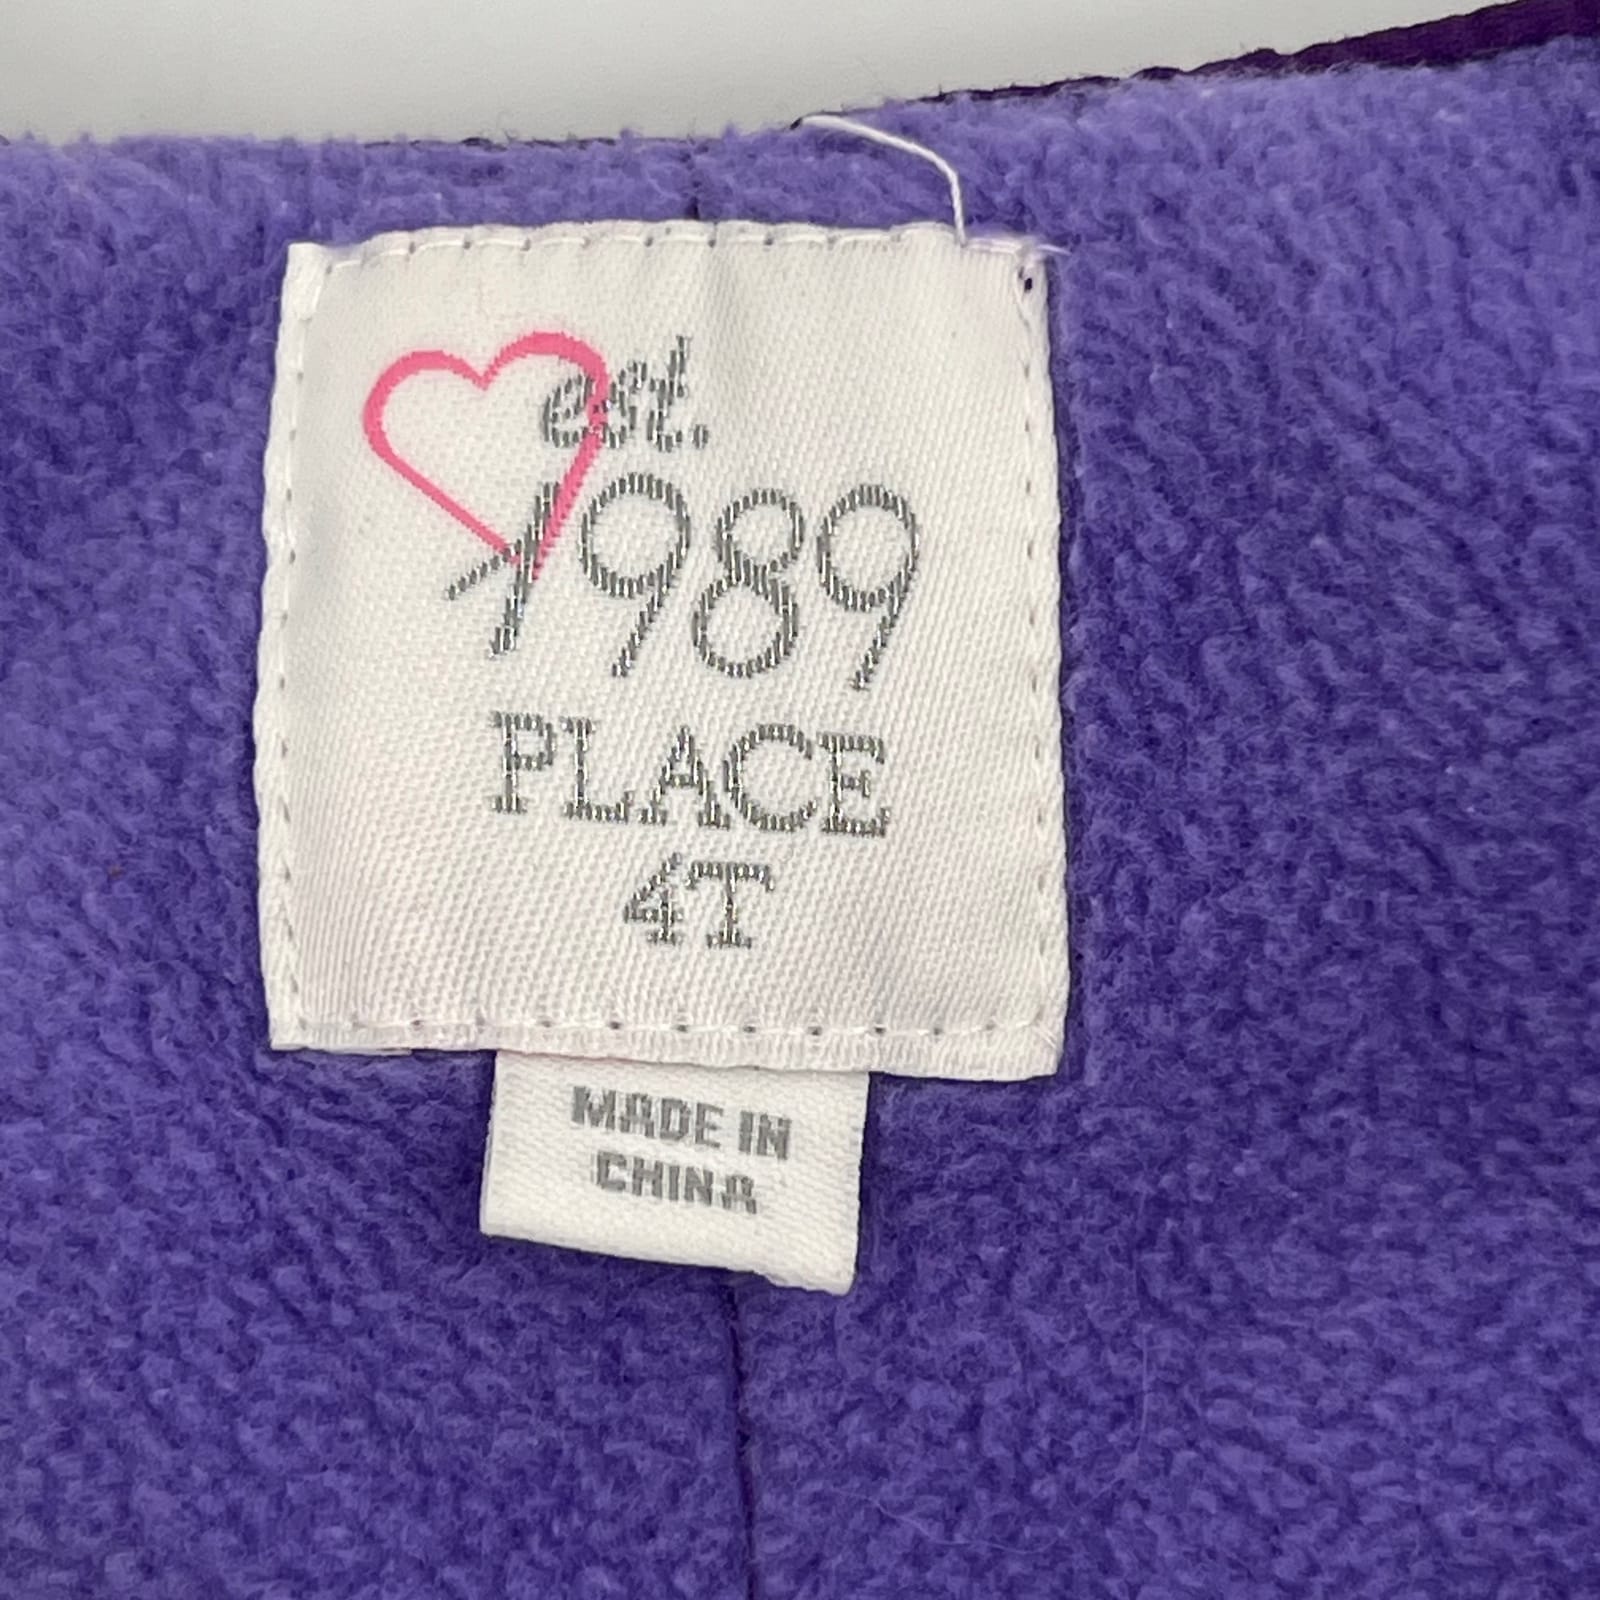 est.
1989
PLACE
4T
MADE IN
CHINA